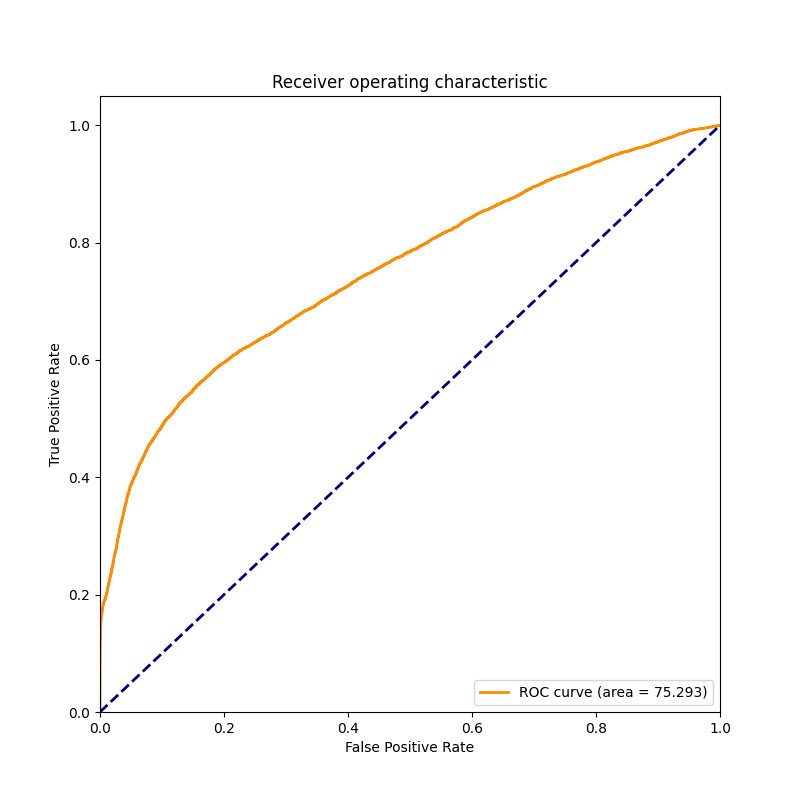 Receiver operating characteristic
1.0
0.8
0.6
0.4
0.2
0.0
True Positive Rate
ROC curve (area = 75.293)
0.0 0.2 0.4 0.6 0.8 1.0
False Positive Rate